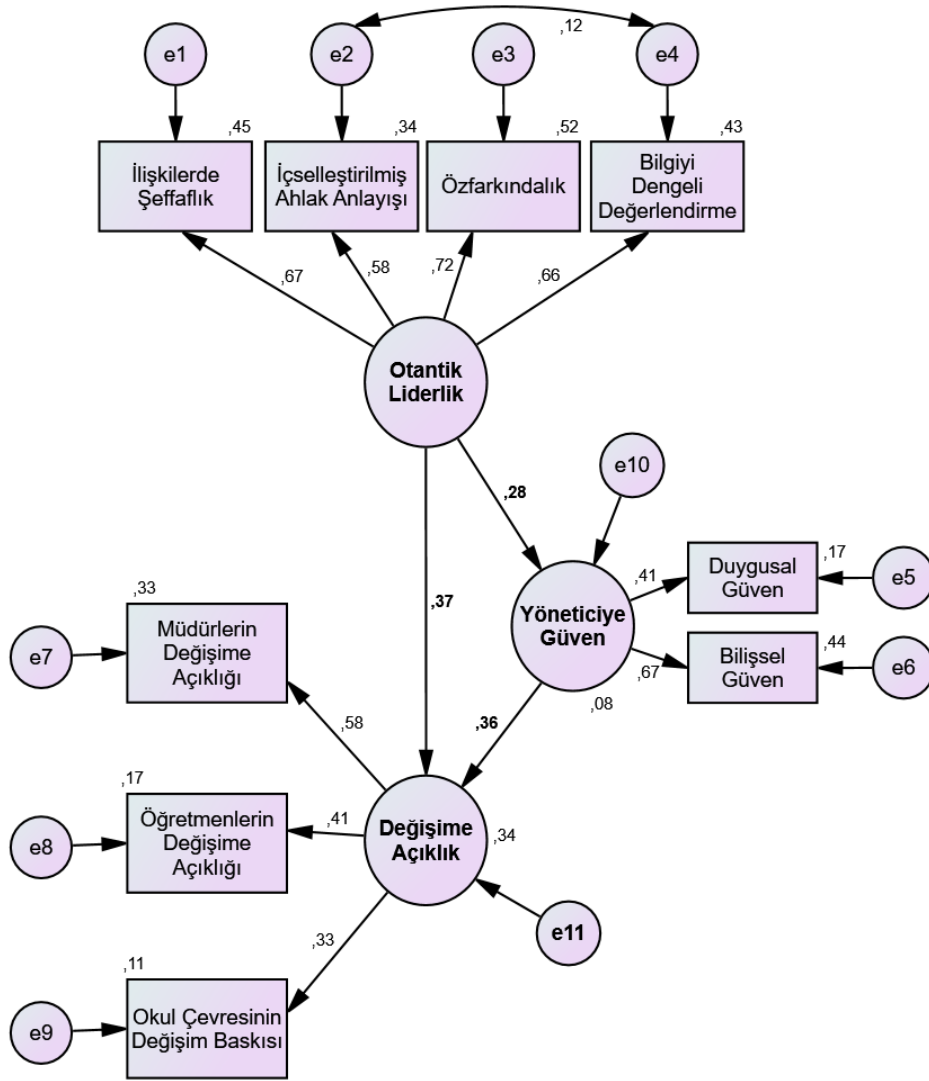 e1
e2
,12
e3
e4
,45
,34
,52
,43
İlişkilerde
Şeffaflık
İçselleştirilmiş
Ahlak Anlayışı
Özfarkındalık
Bilgiyi
Dengeli
Değerlendirme
,67
,58
,72
,66
Otantik
Liderlik
e10
,28
,37
Yöneticiye
Güven
,08
,41
,67
Duygusal
Güven
,17
e5
Bilişsel
Güven
,44
e6
,36
,33
e7
Müdürlerin
Değişime
Açıklığı
,58
,17
e8
Öğretmenlerin
Değişime
Açıklığı
,41
Değişime
Açıklık
,34
e11
,33
,11
e9
Okul Çevresinin
Değişim Baskısı